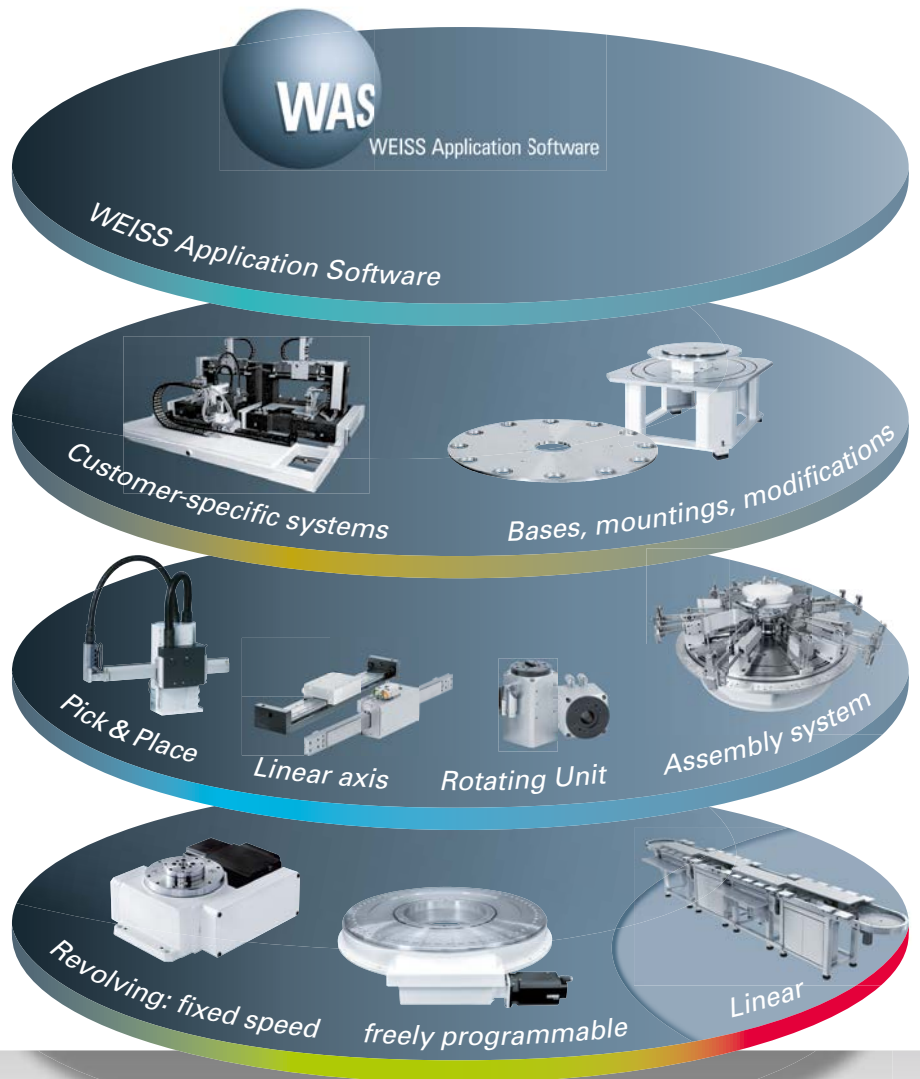 WAS
WEISS Application Software
WEISS Application Software
Customer-specific systems
Bases, mountings, modifications
Pick & Place
Linear axis
Rotating Unit
Assembly system
Revolving: fixed speed
freely programmable
Linear